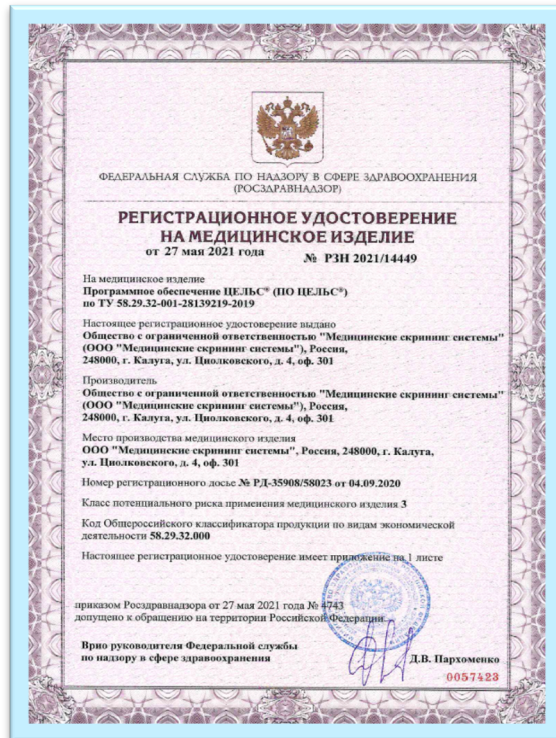 ФЕДЕРАЛЬНАЯ СЛУЖБА ПО НАДЗОРУ В СФЕРЕ ЗДРАВООХРАНЕНИЯ
(РОСЗДРАВНАДЗОР)
РЕГИСТРАЦИОННОЕ УДОСТОВЕРЕНИЕ
НА МЕДИЦИНСКОЕ ИЗДЕЛИЕ
от 27 мая 2021 года № РЗН 2021/14449
На медицинское изделие
Программное обеспечение ЦЕЛЬС® (ПО ЦЕЛЬС®)
по ТУ 58.29.32-001-28139219-2019
Настоящее регистрационное удостоверение выдано
Общество с ограниченной ответственностью "Медицинские скрининг системы"
(ООО "Медицинские скрининг системы"), Россия,
248000, г. Калуга, ул. Циолковского, д. 4, оф. 301
Производитель
Общество с ограниченной ответственностью "Медицинские скрининг системы"
(ООО "Медицинские скрининг системы"), Россия,
248000, г. Калуга, ул. Циолковского, д. 4, оф. 301
Место производства медицинского изделия
ООО "Медицинские скрининг системы", Россия, 248000, г. Калуга,
ул. Циолковского, д. 4, оф. 301
Номер регистрационного досье № РД-35908/58023 от 04.09.2020
Класс потенциального риска применения медицинского изделия 3
Код Общероссийского классификатора продукции по видам экономической
деятельности 58.29.32.000
Настоящее регистрационное удостоверение имеет приложение на 1 листе
приказом Росздравнадзора от 27 мая 2021 года № 4743
допущено к обращению на территории Российской Федерации.
Врио руководителя Федеральной службы
по надзору в сфере здравоохранения
Д.В. Пархоменко
0057423